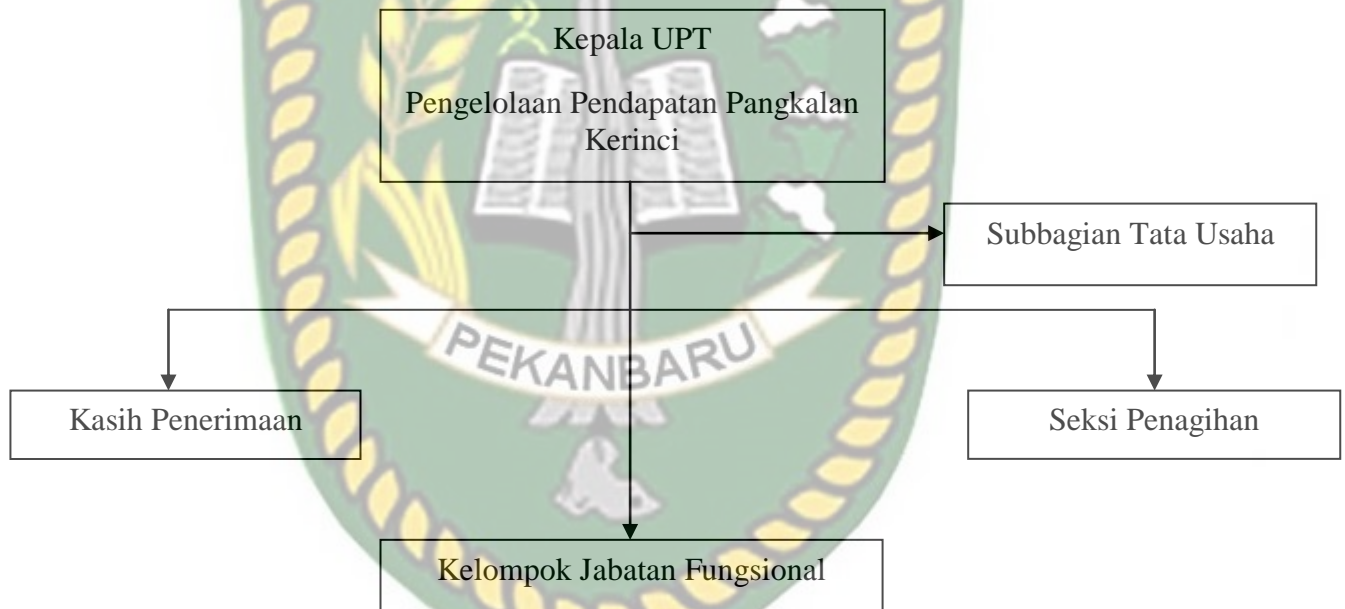 Kepala UPT
Pengelolaan Pendapatan Pangkalan
Kerinci
Subbagian Tata Usaha
PEKANBARU
Kasih Penerimaan
Seksi Penagihan
Kelompok Jabatan Fungsional